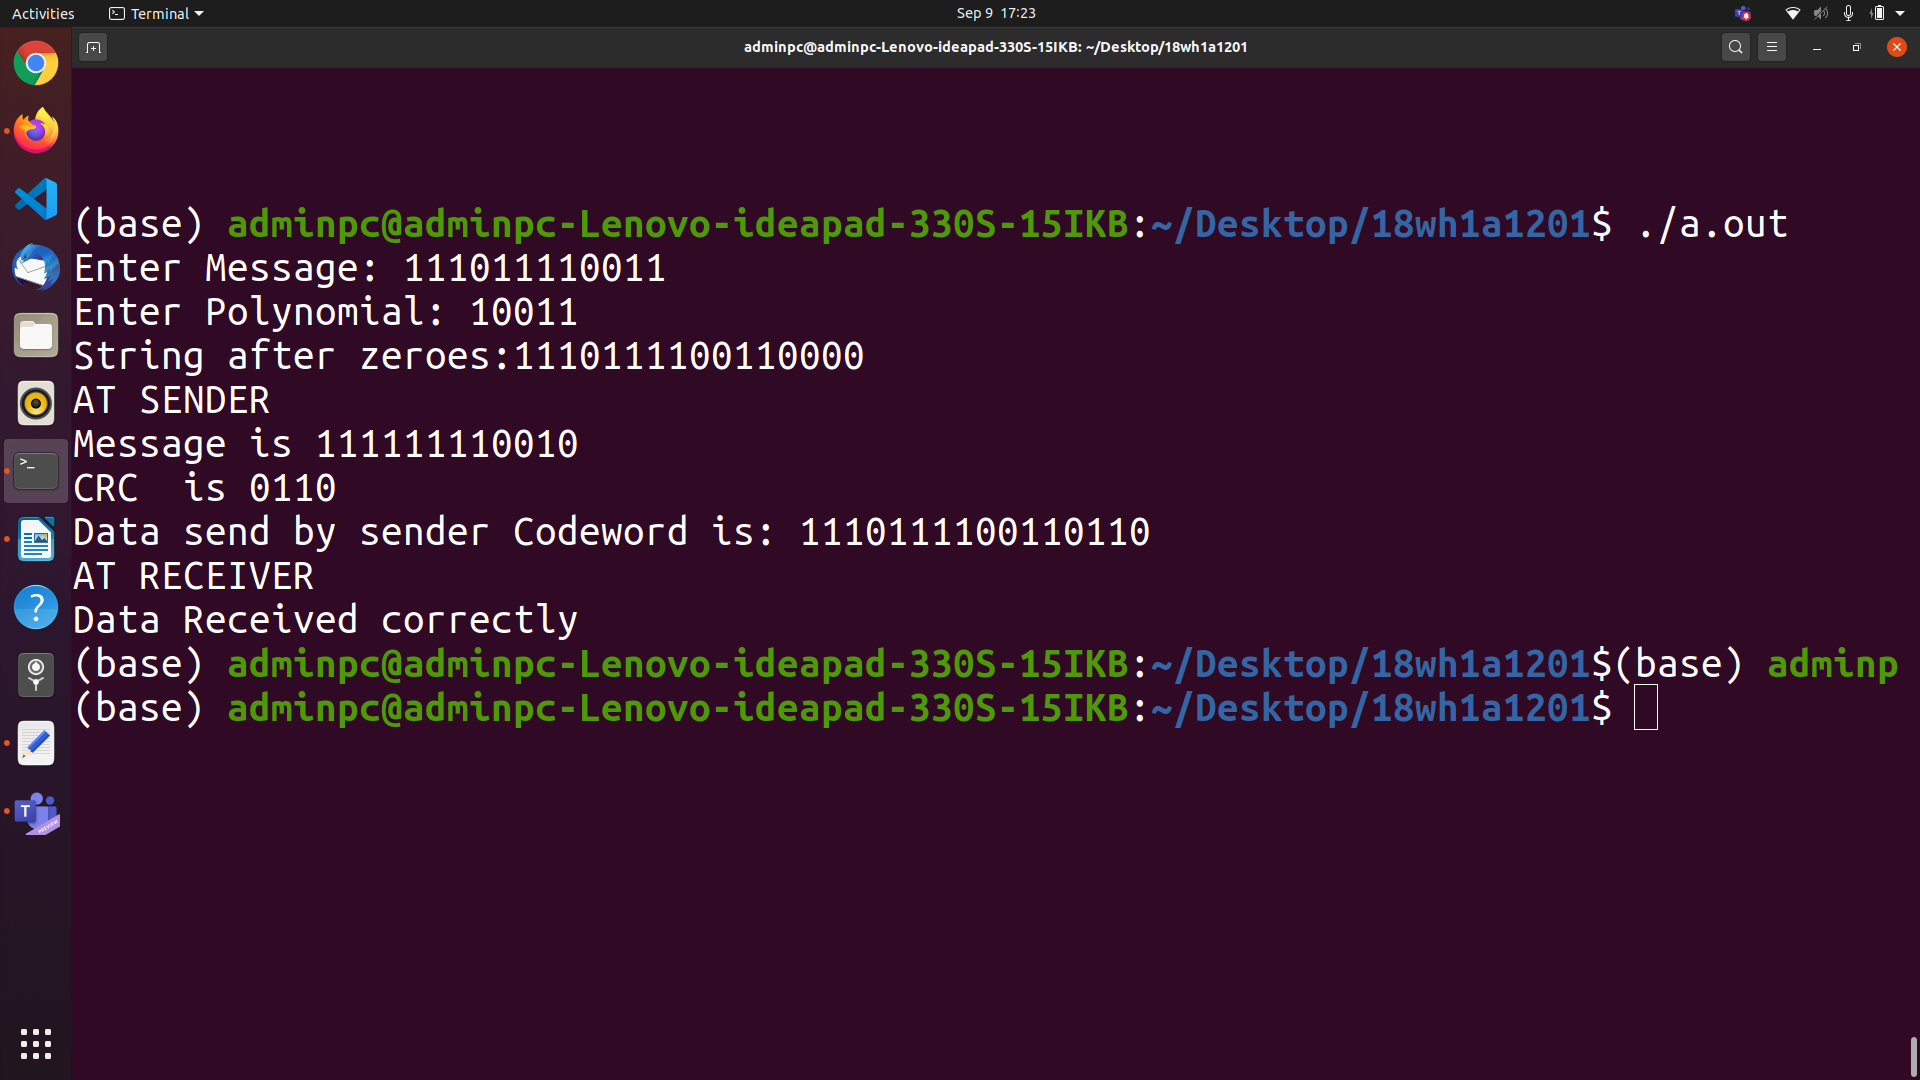 Activities Terminal Sep 9 17:23
adminpc@adminpc-Lenovo-ideapad-330S-15IKB: ~/Desktop/18wh1a1201
(base) adminpc@adminpc-Lenovo-ideapad-330S-15IKB:~/Desktop/18wh1a1201$ ./a.out
Enter Message: 111011110011
Enter Polynomial: 10011
String after zeroes:1110111100110000
AT SENDER
Message is 111111110010
CRC  is 0110
Data send by sender Codeword is: 1110111100110110
AT RECEIVER
Data Received correctly
(base) adminpc@adminpc-Lenovo-ideapad-330S-15IKB:~/Desktop/18wh1a1201$(base) adminp
(base) adminpc@adminpc-Lenovo-ideapad-330S-15IKB:~/Desktop/18wh1a1201$